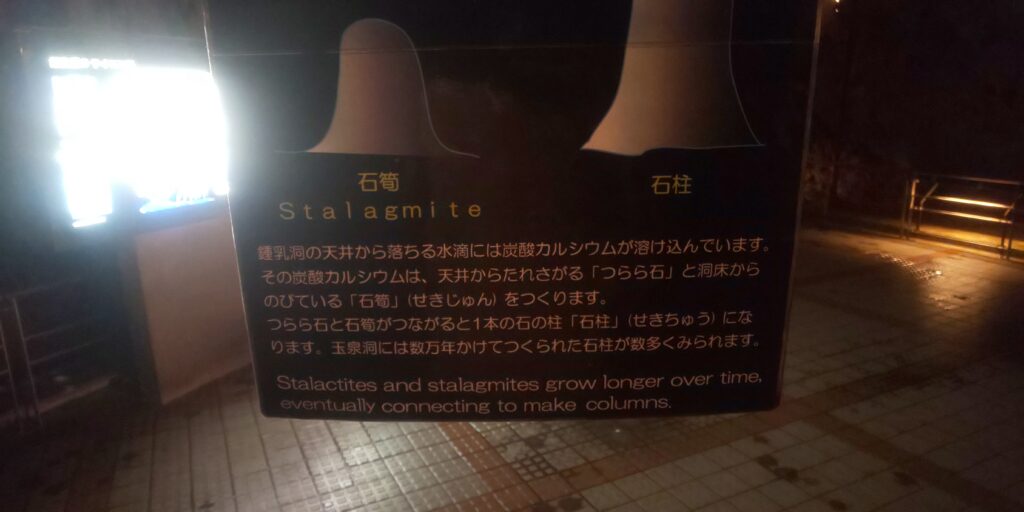 石筍
石柱
Stalagmite
鍾乳洞の天井から落ちる水滴には炭酸カルシウムが溶け込んでいます。
その炭酸カルシウムは、天井からたれさがる「つらら石」と洞床から
のびている「石筍」(せきじゅん)をつくります。
つらら石と石筍がつながると1本の石の柱「石柱」(せきちゅう)にな
ります。玉泉洞には数万年かけてつくられた石柱が数多くみられます。
Stalactites and stalagmites grow longer over time,
eventually connecting to make columns.